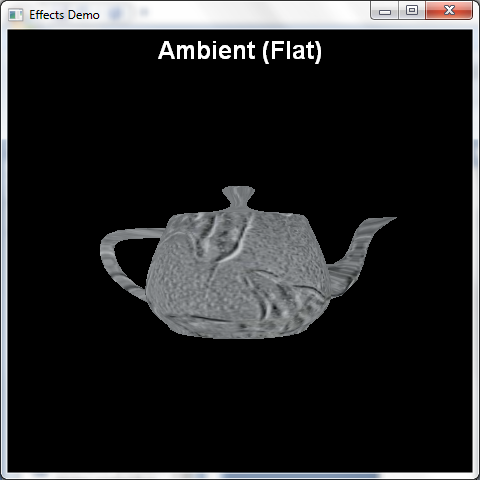 Effects Demo
Ambient (Flat)